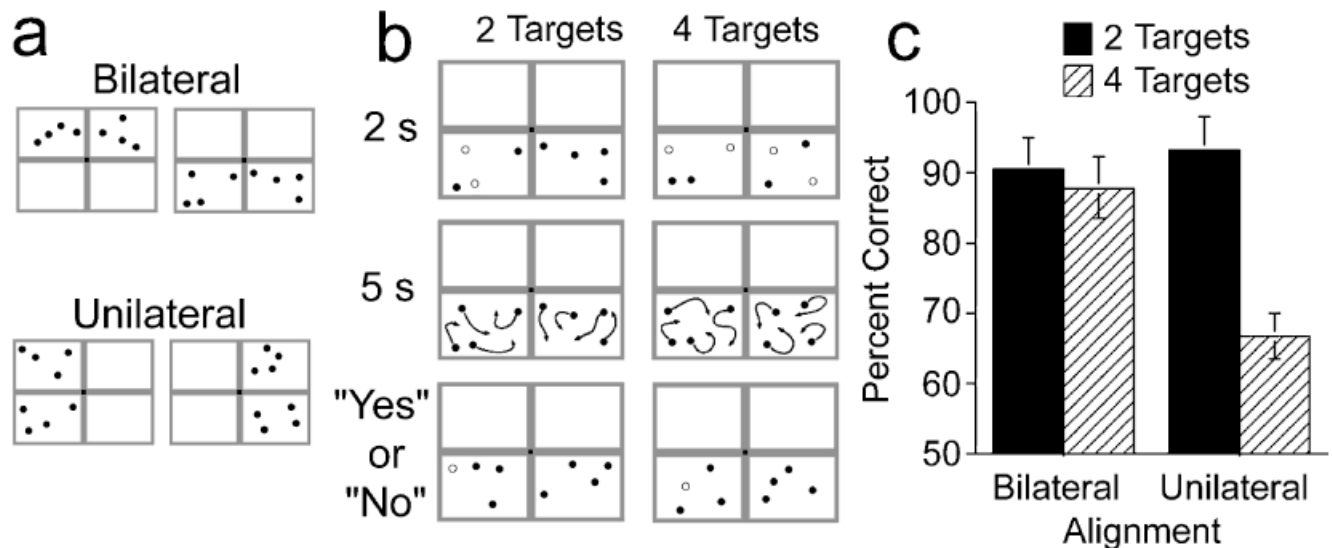 a
Bilateral
Unilateral
b
2 Targets 4 Targets
2 s
5 s
"Yes"
or
"No"
c
2 Targets
4 Targets
Percent Correct
100
90
80
70
60
50
Bilateral Unilateral
Alignment